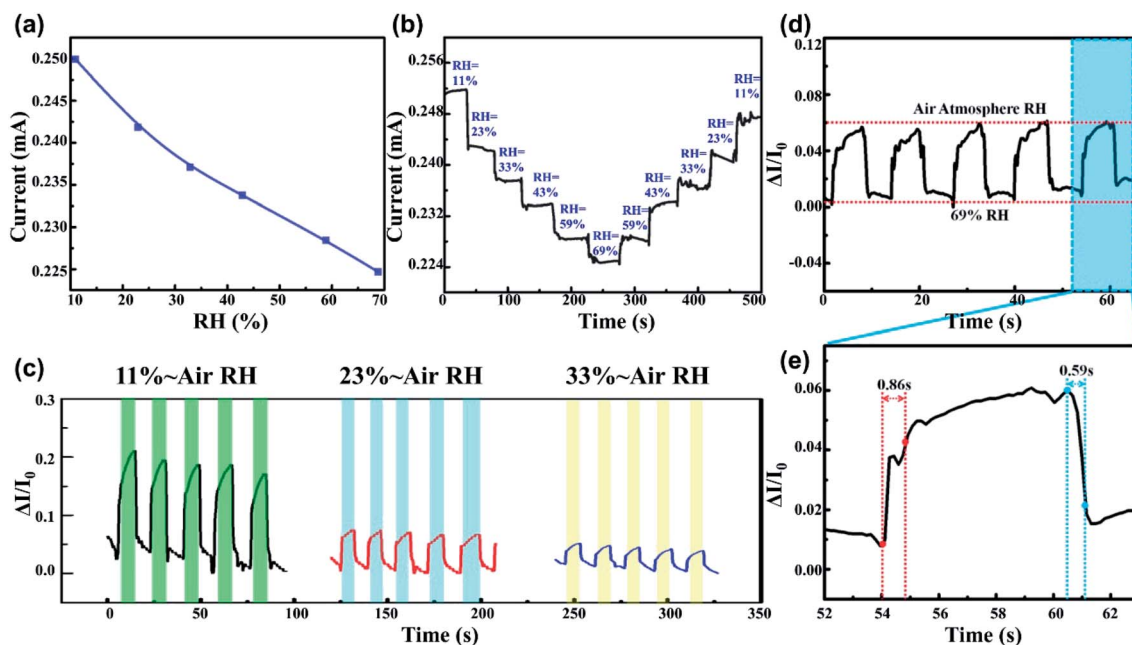 (a)
0.250
0.245
0.240
0.235
0.230
0.225
Current (mA)
10 20 30 40 50 60 70
RH (%)
(b)
0.256
0.248
0.240
0.232
0.224
Current (mA)
RH=
11%
RH=
23%
RH=
33%
RH=
43%
RH=
59%
RH=
69%
RH=
59%
RH=
43%
RH=
33%
RH=
23%
RH=
11%
0 100 200 300 400 500
Time (s)
(d)
0.12
0.08
0.04
0.00
-0.04
ΔI/I0
Air Atmosphere RH
69% RH
0 20 40 60
Time (s)
(c)
11%~Air RH 23%~Air RH 33%~Air RH
0.3
0.2
0.1
0.0
ΔI/I0
0 50 100 150 200 250 300 350
Time (s)
(e)
0.06
0.04
0.02
0.00
ΔI/I0
0.86s
0.59s
52 54 56 58 60 62
Time (s)